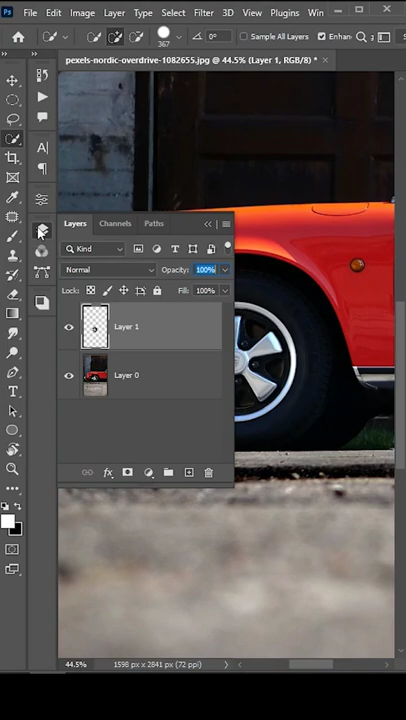 Ps File Edit Image Layer Type Select Filter 3D View Plugins Win
367 0° Sample All Layers Enhan
pexels-nordic-overdrive-1082655.jpg @ 44.5% (Layer 1, RGB/8) * ×
Layers Channels Paths
Kind
Normal Opacity: 100%
Lock: Fill: 100%
Layer 1
Layer 0
44.5% 1598 px x 2841 px (72 ppi)